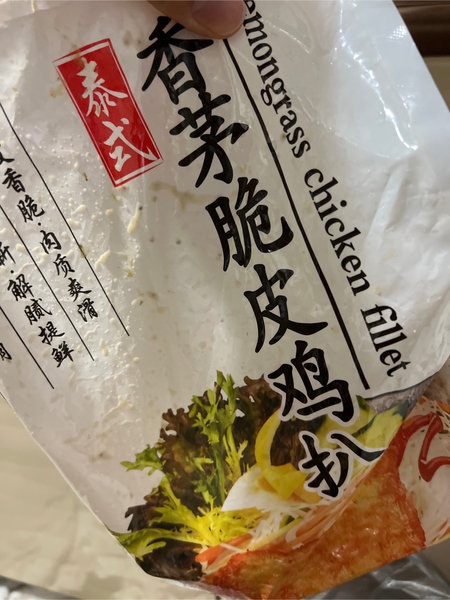 泰式
香茅脆皮鸡扒
emongrass chicken fillet
香脆·肉质爽滑
解腻提鲜